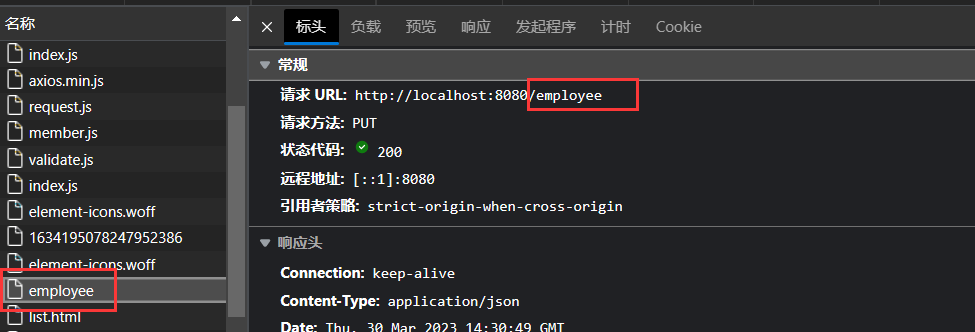 名称
index.js
axios.min.js
request.js
member.js
validate.js
index.js
element-icons.woff
1634195078247952386
element-icons.woff
employee
list.html
标头 负载 预览 响应 发起程序 计时 Cookie
常规
请求 URL: http://localhost:8080/employee
请求方法: PUT
状态代码: 200
远程地址: [::1]:8080
引用者策略: strict-origin-when-cross-origin
响应头
Connection: keep-alive
Content-Type: application/json
Date: Thu, 30 Mar 2023 14:30:49 GMT